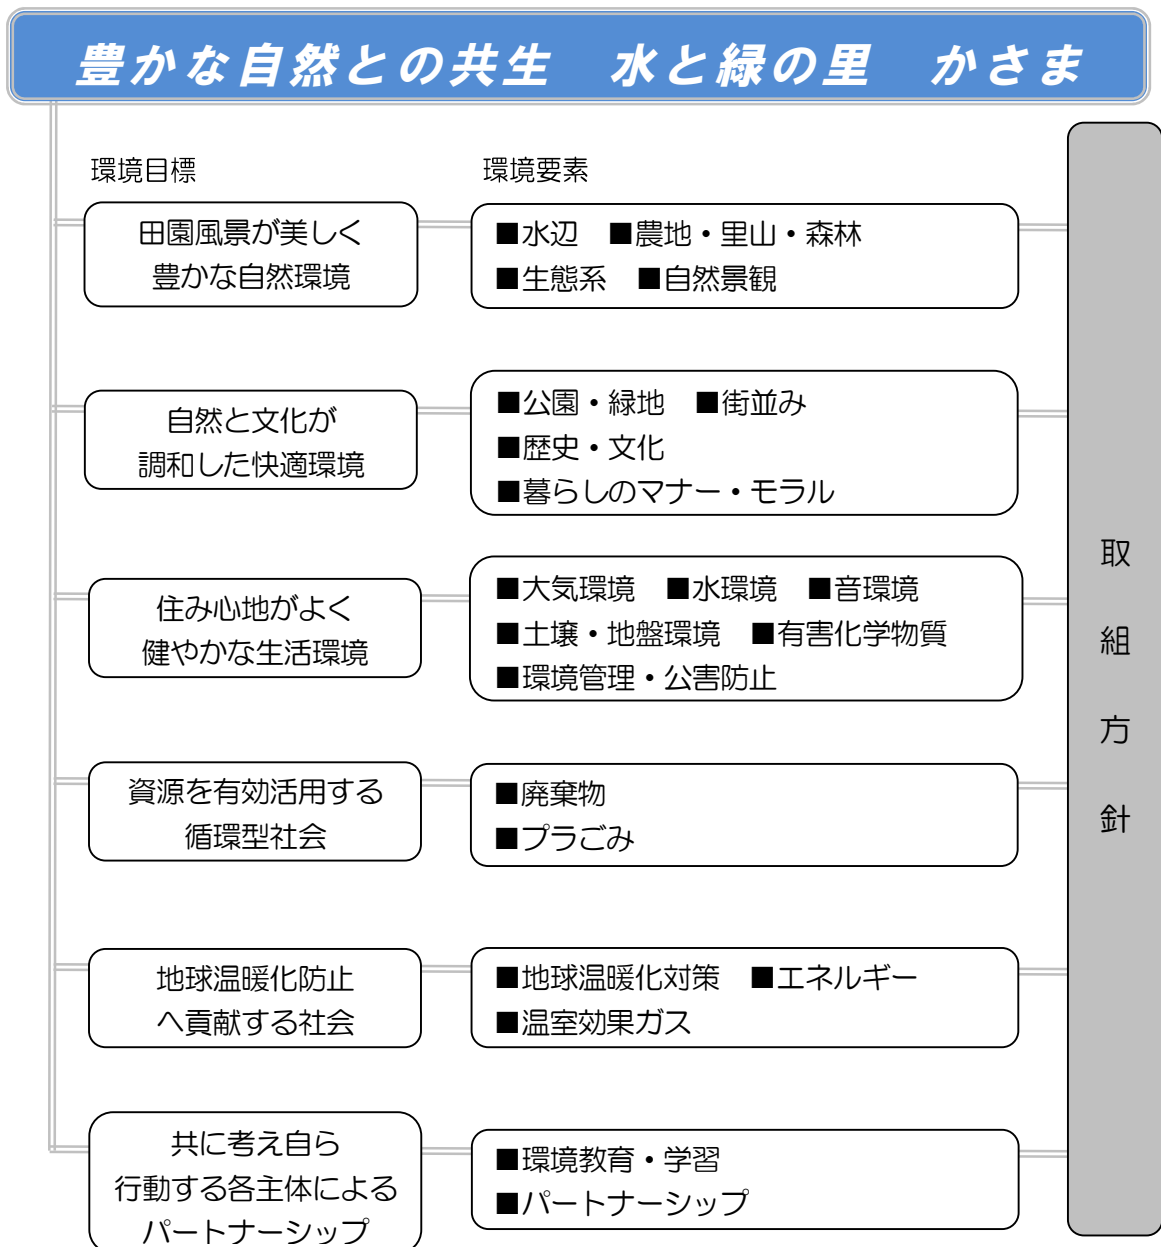 豊かな自然との共生　水と緑の里　かさま
環境目標
環境要素
田園風景が美しく
豊かな自然環境
■水辺　■農地・里山・森林
■生態系　■自然景観
自然と文化が
調和した快適環境
■公園・緑地　■街並み
■歴史・文化
■暮らしのマナー・モラル
住み心地がよく
健やかな生活環境
■大気環境　■水環境　■音環境
■土壌・地盤環境　■有害化学物質
■環境管理・公害防止
資源を有効活用する
循環型社会
■廃棄物
■プラごみ
地球温暖化防止
へ貢献する社会
■地球温暖化対策　■エネルギー
■温室効果ガス
共に考え自ら
行動する各主体による
パートナーシップ
■環境教育・学習
■パートナーシップ
取組方針